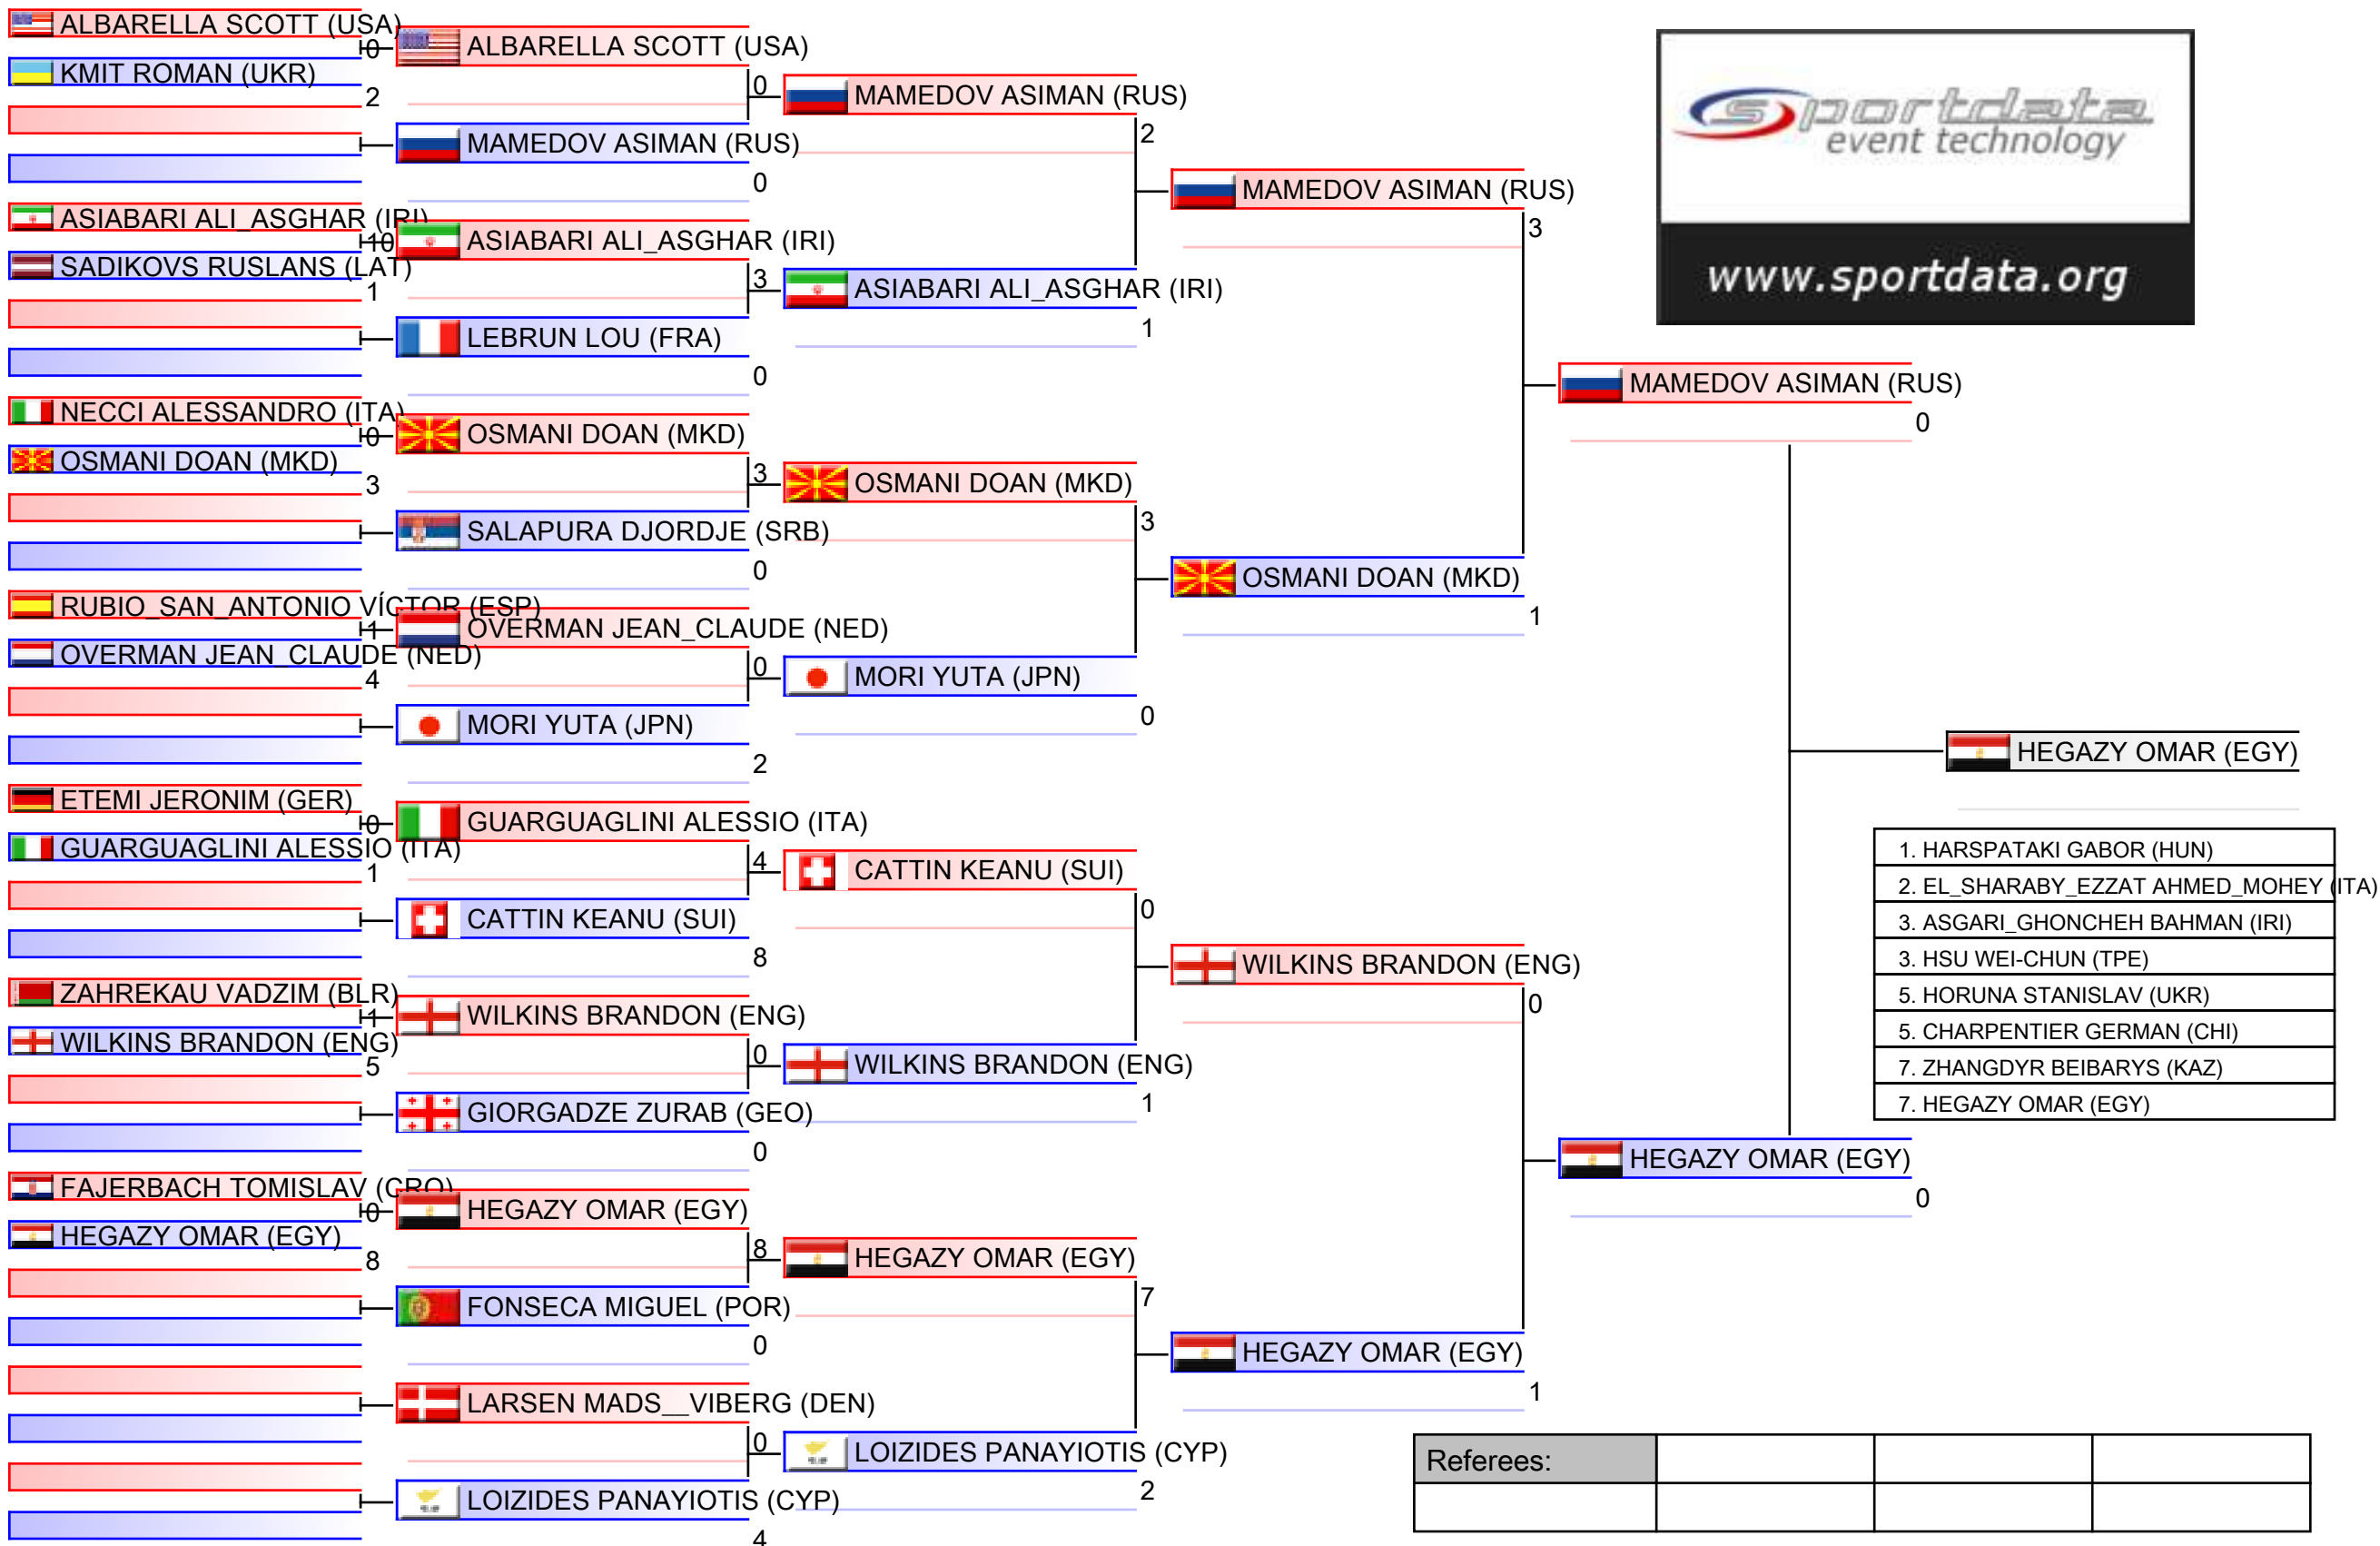 ALBARELLA SCOTT (USA)
0
KMIT ROMAN (UKR)
2
ASIABARI ALI_ASGHAR (IRI)
10
SADIKOVS RUSLANS (LAT)
1
NECCI ALESSANDRO (ITA)
0
OSMANI DOAN (MKD)
3
RUBIO_SAN_ANTONIO VÍCTOR (ESP)
1
OVERMAN JEAN_CLAUDE (NED)
4
ETEMI JERONIM (GER)
0
GUARGUAGLINI ALESSIO (ITA)
1
ZAHREKAU VADZIM (BLR)
1
WILKINS BRANDON (ENG)
5
FAJERBACH TOMISLAV (CRO)
0
HEGAZY OMAR (EGY)
8
ALBARELLA SCOTT (USA)
0
MAMEDOV ASIMAN (RUS)
0
ASIABARI ALI_ASGHAR (IRI)
3
LEBRUN LOU (FRA)
0
OSMANI DOAN (MKD)
3
SALAPURA DJORDJE (SRB)
0
OVERMAN JEAN_CLAUDE (NED)
0
MORI YUTA (JPN)
2
GUARGUAGLINI ALESSIO (ITA)
4
CATTIN KEANU (SUI)
8
WILKINS BRANDON (ENG)
0
GIORGADZE ZURAB (GEO)
0
HEGAZY OMAR (EGY)
8
FONSECA MIGUEL (POR)
0
LARSEN MADS__VIBERG (DEN)
0
LOIZIDES PANAYIOTIS (CYP)
4
MAMEDOV ASIMAN (RUS)
2
ASIABARI ALI_ASGHAR (IRI)
1
OSMANI DOAN (MKD)
3
MORI YUTA (JPN)
0
CATTIN KEANU (SUI)
0
WILKINS BRANDON (ENG)
1
HEGAZY OMAR (EGY)
7
LOIZIDES PANAYIOTIS (CYP)
2
MAMEDOV ASIMAN (RUS)
3
OSMANI DOAN (MKD)
1
WILKINS BRANDON (ENG)
0
HEGAZY OMAR (EGY)
1
MAMEDOV ASIMAN (RUS)
0
HEGAZY OMAR (EGY)
0
HEGAZY OMAR (EGY)
sportdata
event technology
www.sportdata.org
1. HARSPATAKI GABOR (HUN)
2. EL_SHARABY_EZZAT AHMED_MOHEY (ITA)
3. ASGARI_GHONCHEH BAHMAN (IRI)
3. HSU WEI-CHUN (TPE)
5. HORUNA STANISLAV (UKR)
5. CHARPENTIER GERMAN (CHI)
7. ZHANGDYR BEIBARYS (KAZ)
7. HEGAZY OMAR (EGY)
Referees: